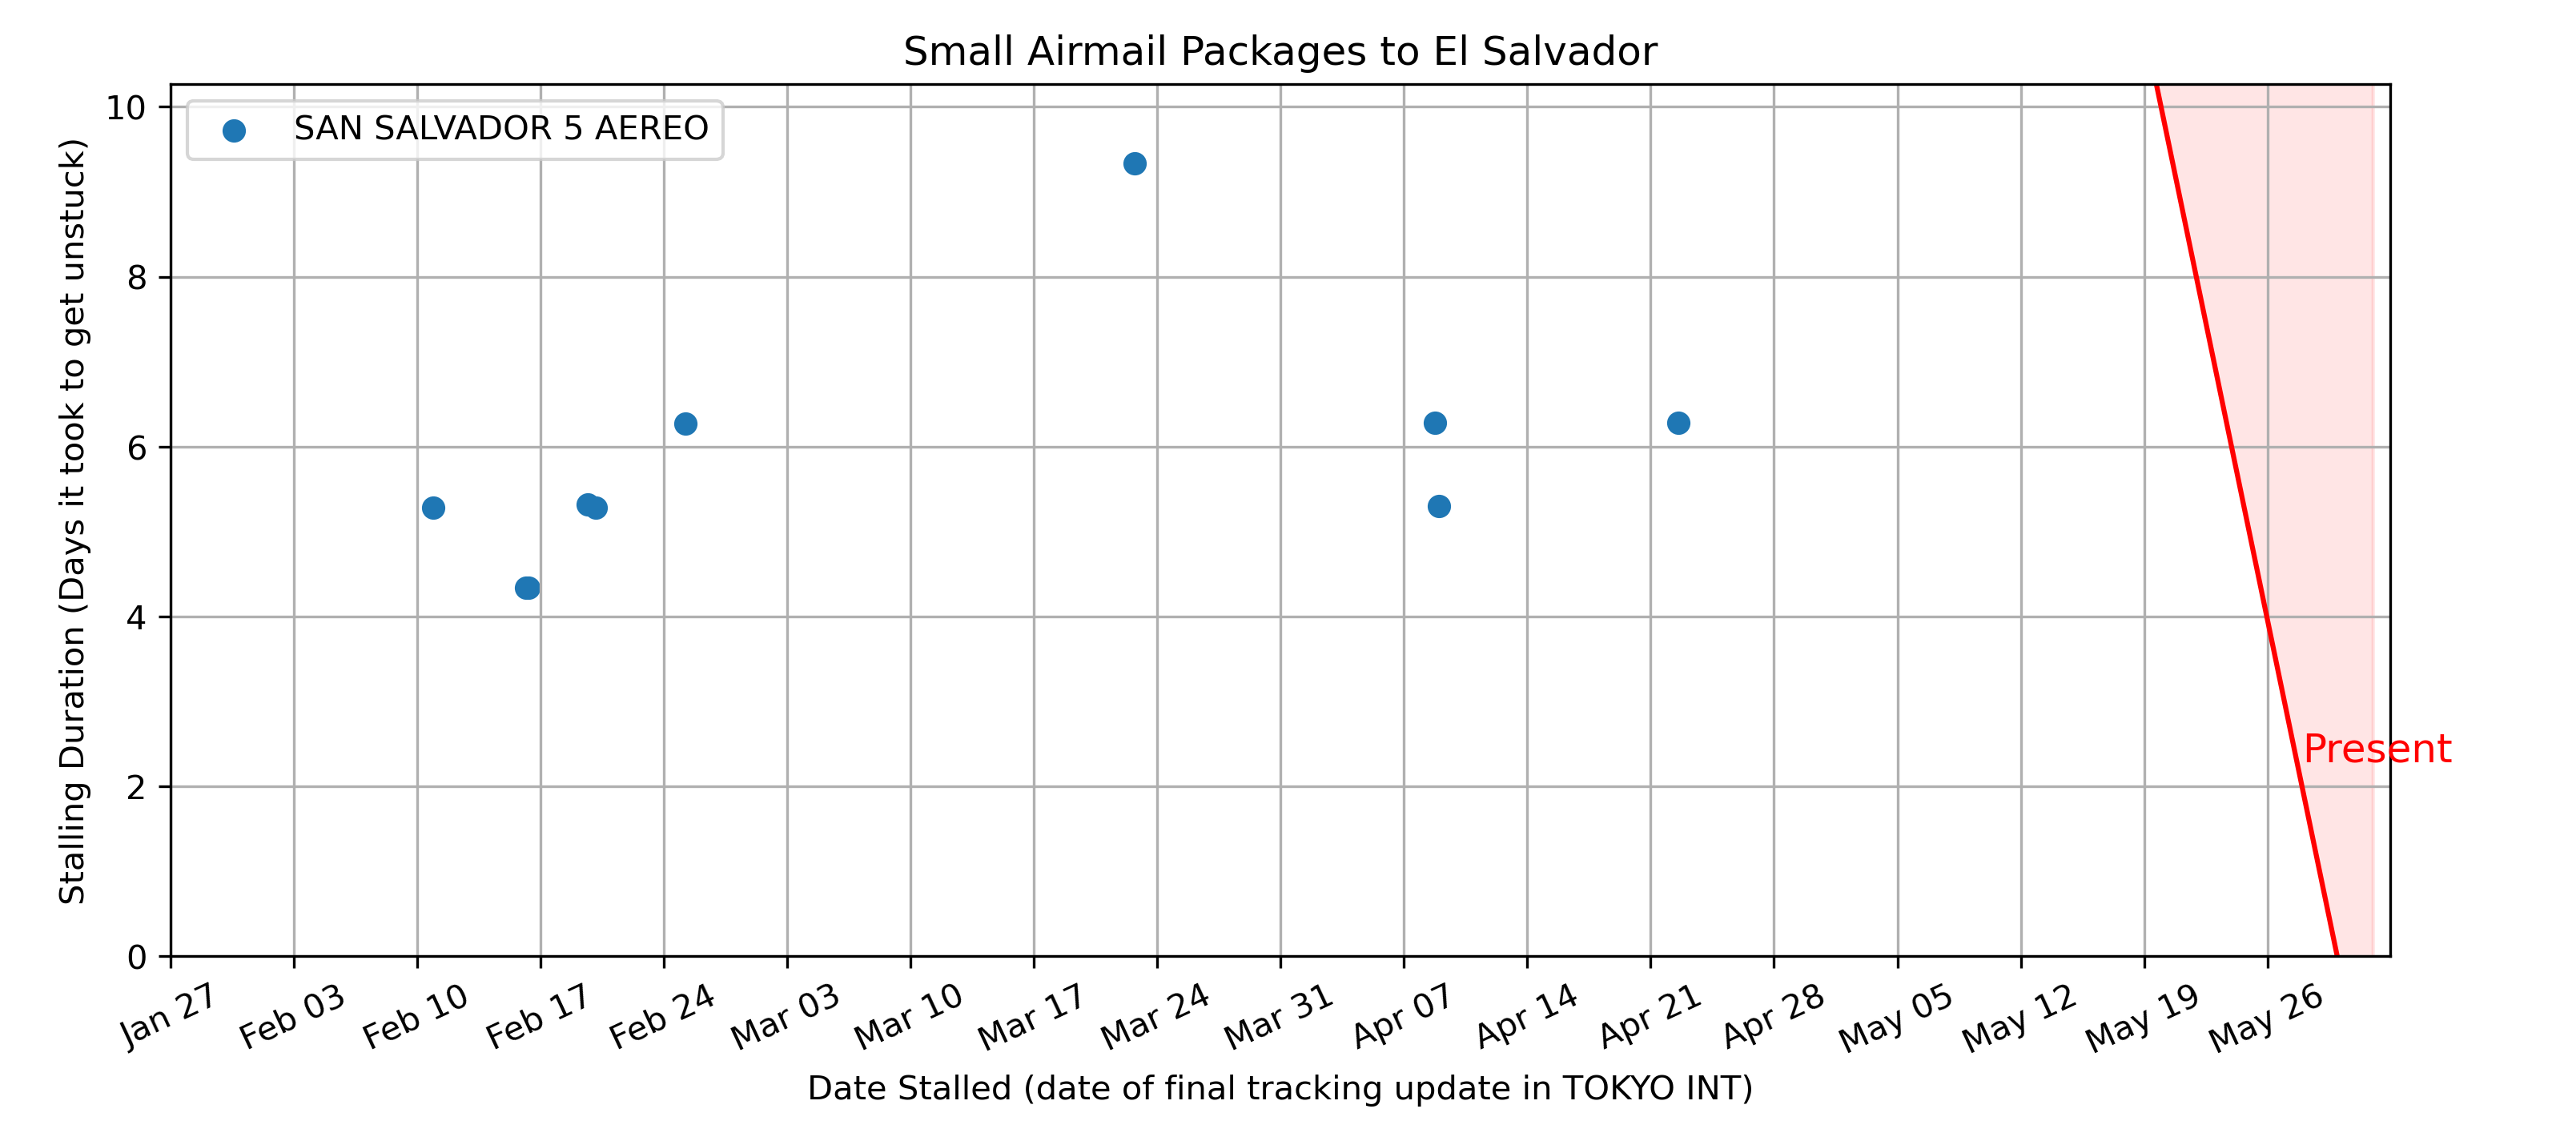 Small Airmail Packages to El Salvador
SAN SALVADOR 5 AEREO
Stalling Duration (Days it took to get unstuck)
10
8
6
4
2
0
Present
Jan 27
Feb 03
Feb 10
Feb 17
Feb 24
Mar 03
Mar 10
Mar 17
Mar 24
Mar 31
Apr 07
Apr 14
Apr 21
Apr 28
May 05
May 12
May 19
May 26
Date Stalled (date of final tracking update in TOKYO INT)